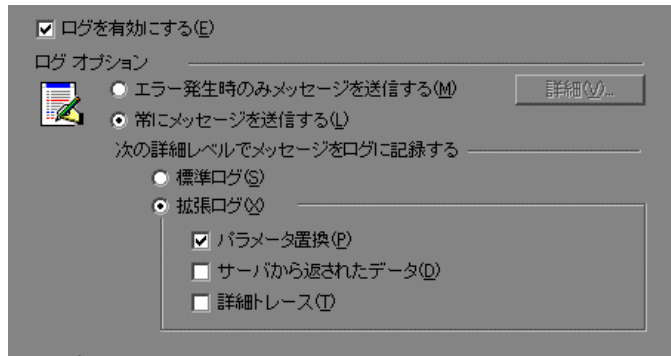 ログを有効にする(E)
ログ オプション
エラー発生時のみメッセージを送信する(M)
詳細(V)...
常にメッセージを送信する(L)
次の詳細レベルでメッセージをログに記録する
標準ログ(S)
拡張ログ(X)
パラメータ置換(P)
サーバから返されたデータ(D)
詳細トレース(T)